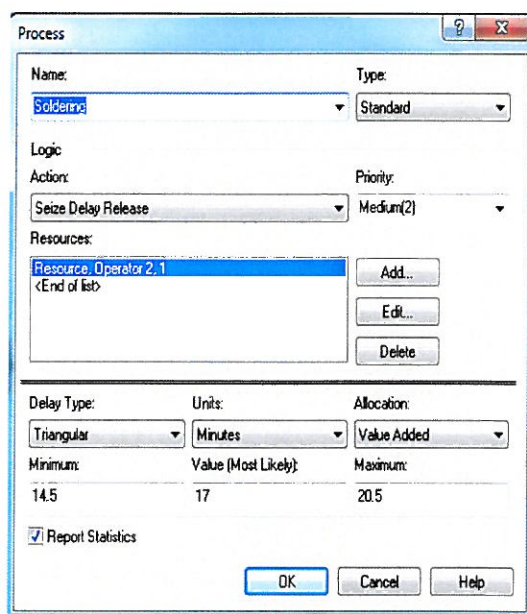 Process
Name: Type:
Soldering Standard
Logic
Action: Priority:
Seize Delay Release Medium(2)
Resources:
Resource, Operator 2, 1
<End of list>
Add...
Edit...
Delete
Delay Type: Units: Allocation:
Triangular Minutes Value Added
Minimum: Value (Most Likely): Maximum:
14.5 17 20.5
Report Statistics
OK Cancel Help